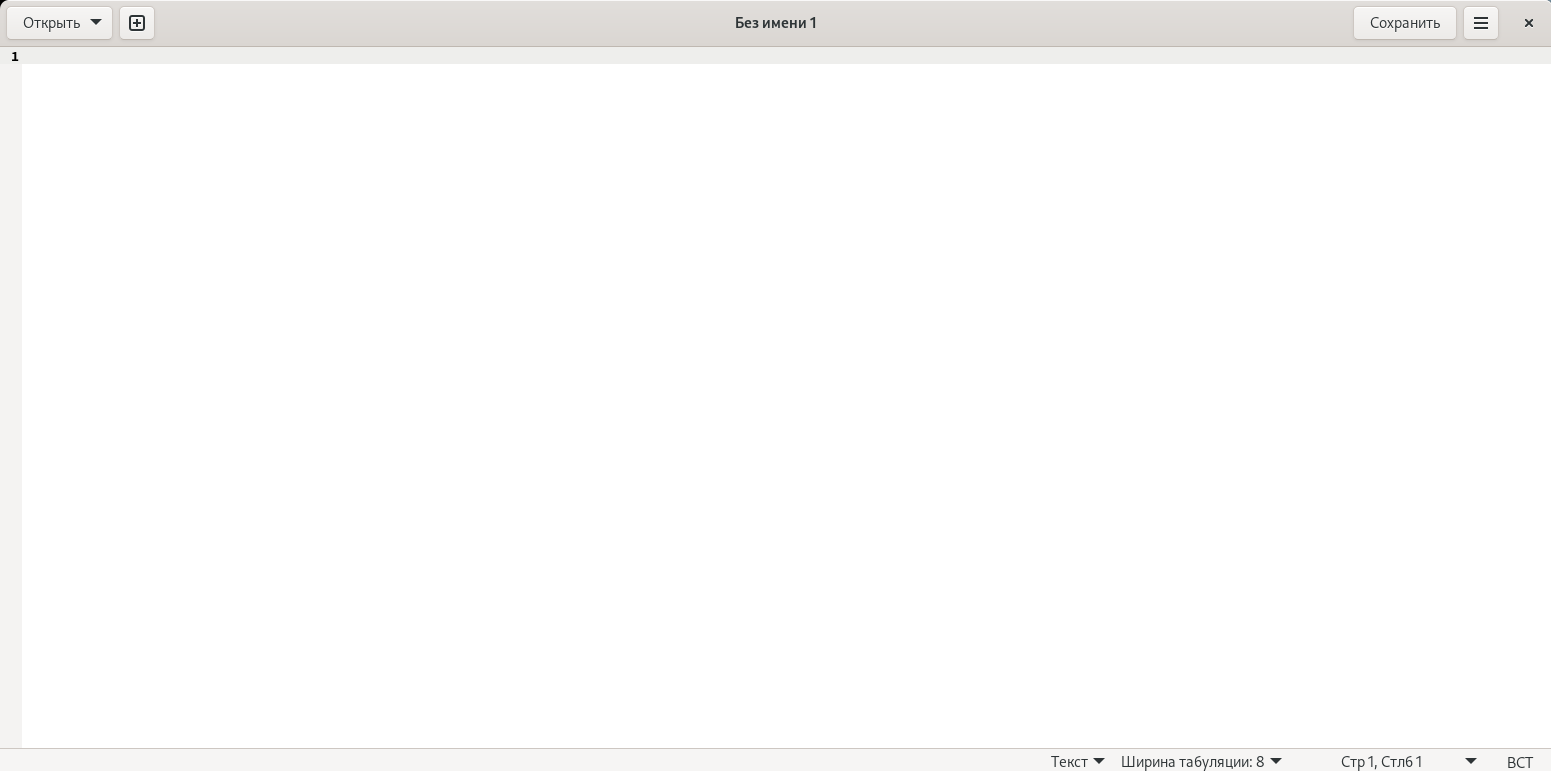 Открыть
Без имени 1
Сохранить
1
Текст
Ширина табуляции: 8
Стр 1, Стлб 1
ВСТ